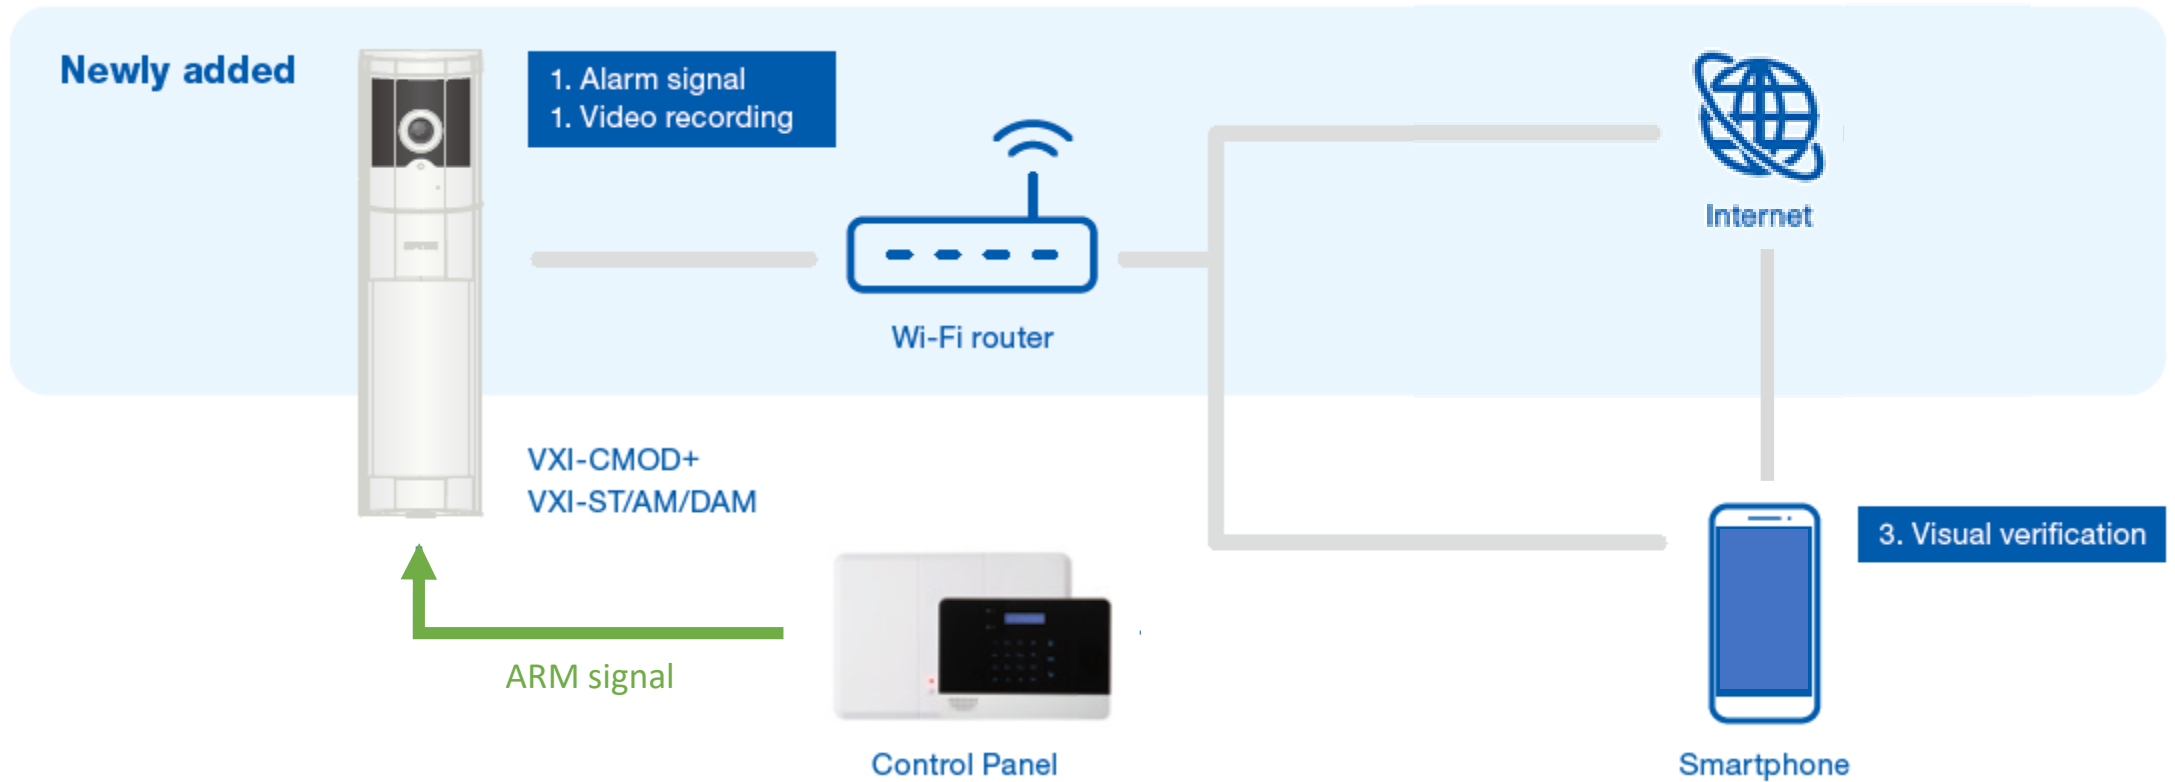 Newly added
1. Alarm signal
1. Video recording
Internet
Wi-Fi router
VXI-CMOD+
VXI-ST/AM/DAM
3. Visual verification
ARM signal
Control Panel
Smartphone